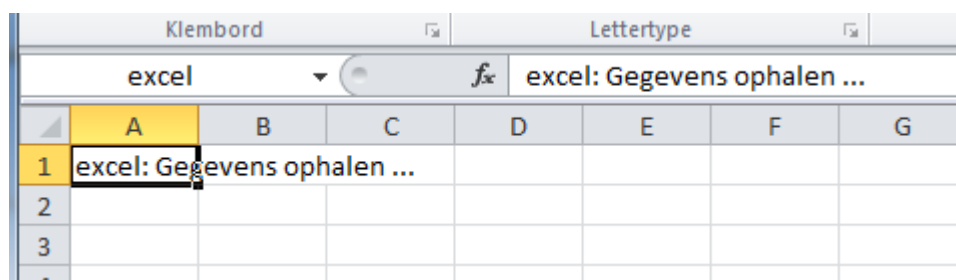 Klembord Lettertype
excel fx excel: Gegevens ophalen ...
A B C D E F G
1 excel: Gegevens ophalen ...
2
3